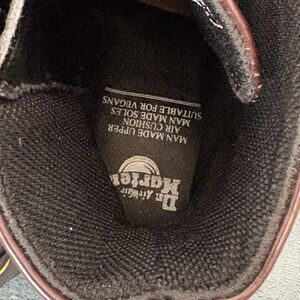 Dr. AirWair
Martens
MAN MADE UPPER
AIR CUSHION
MAN MADE SOLES
SUITABLE FOR VEGANS